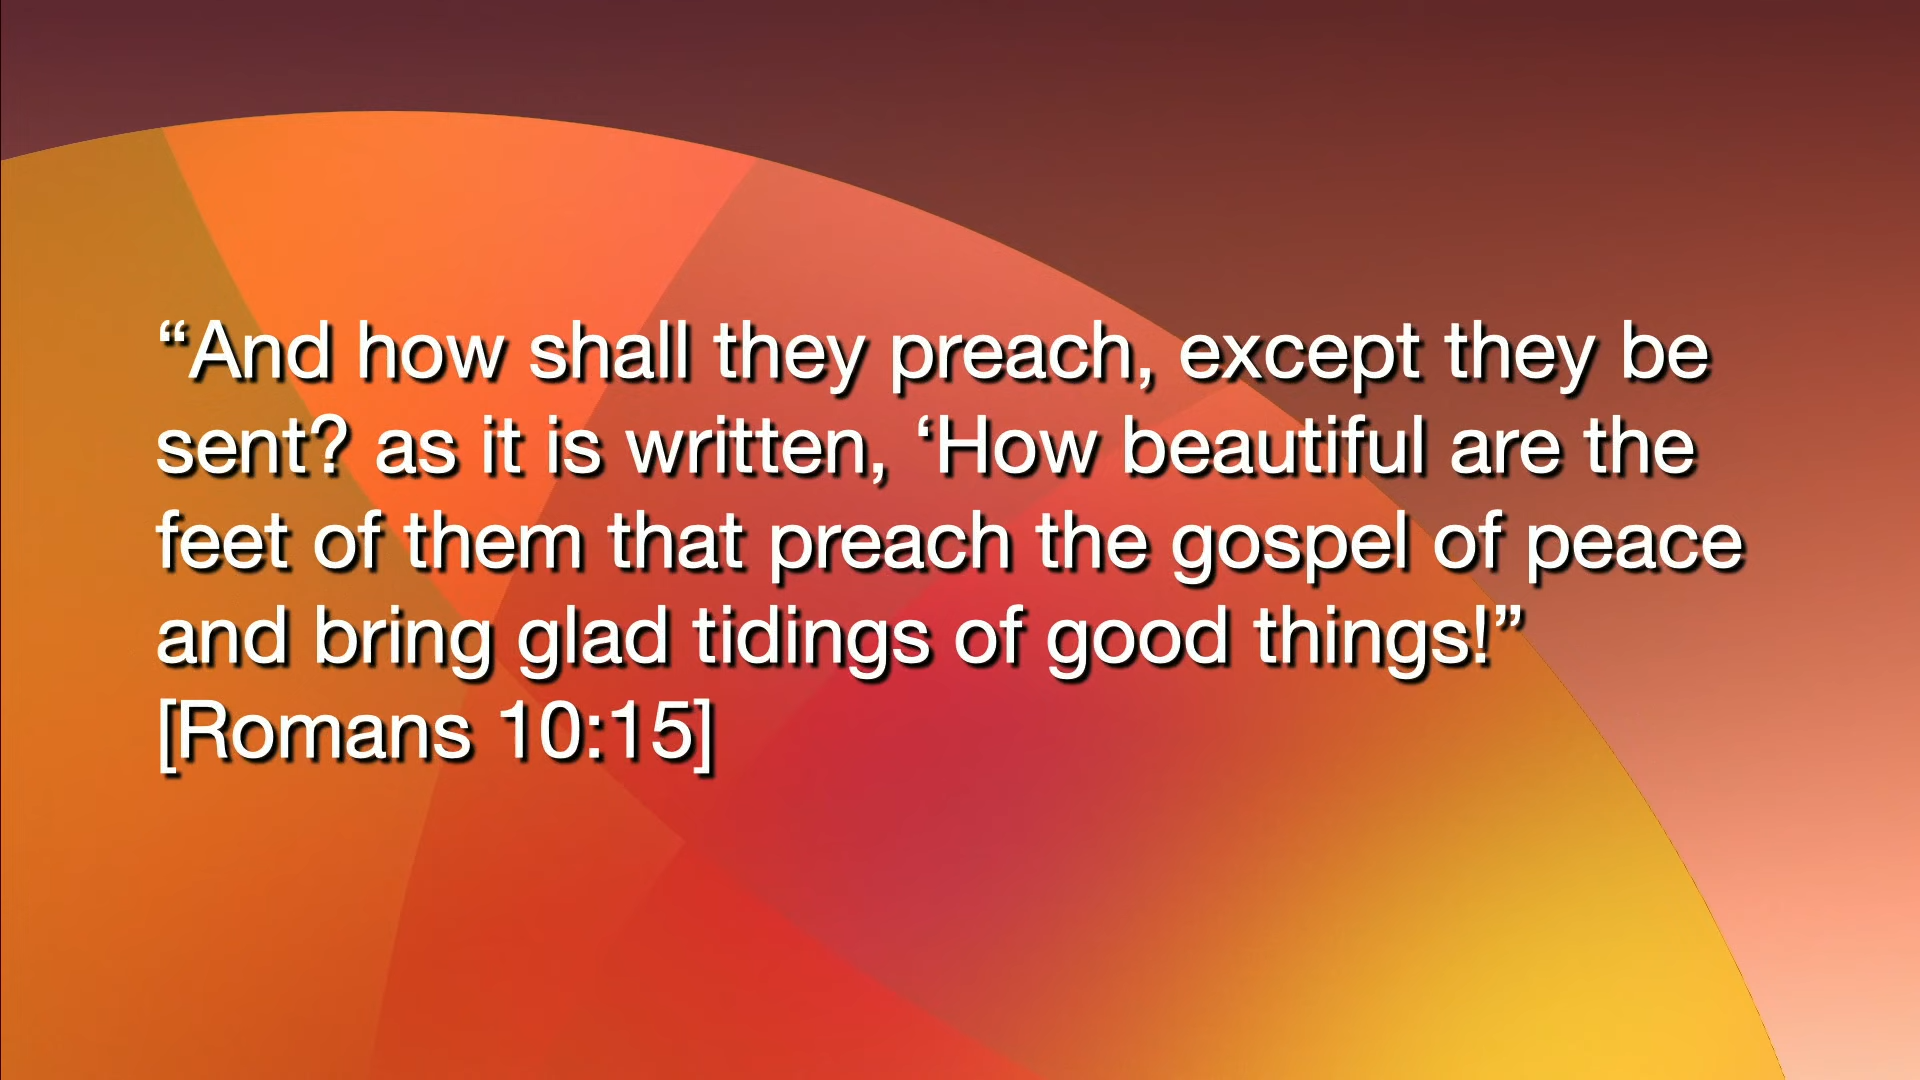 “And how shall they preach, except they be
sent? as it is written, ‘How beautiful are the
feet of them that preach the gospel of peace
and bring glad tidings of good things!”
[Romans 10:15]